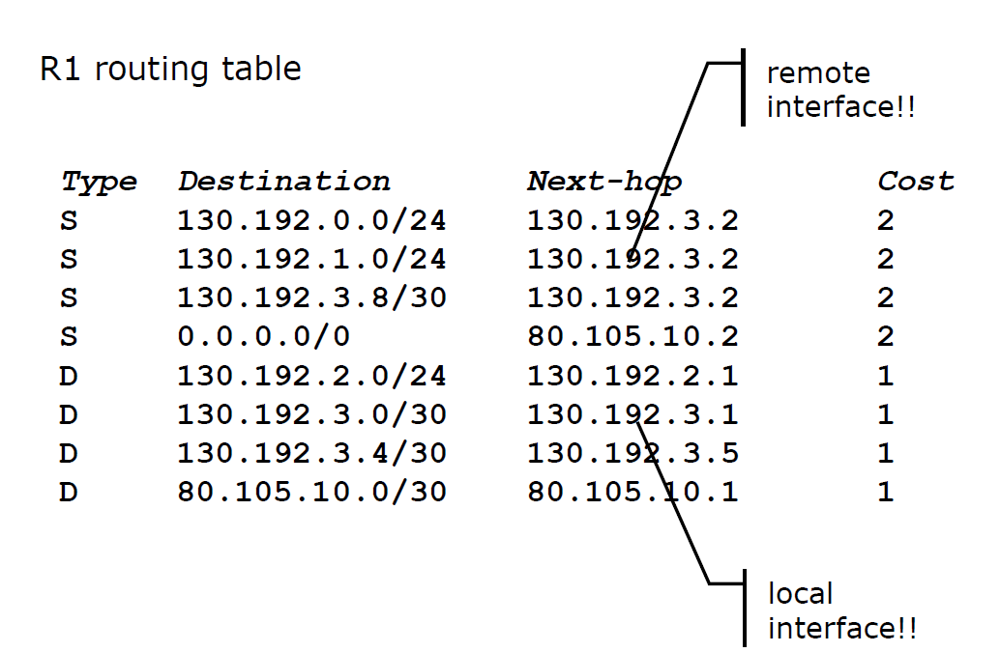 R1 routing table
remote
interface!!
Type Destination Next-hop Cost
S 130.192.0.0/24 130.192.3.2 2
S 130.192.1.0/24 130.192.3.2 2
S 130.192.3.8/30 130.192.3.2 2
S 0.0.0.0/0 80.105.10.2 2
D 130.192.2.0/24 130.192.2.1 1
D 130.192.3.0/30 130.192.3.1 1
D 130.192.3.4/30 130.192.3.5 1
D 80.105.10.0/30 80.105.10.1 1
local
interface!!